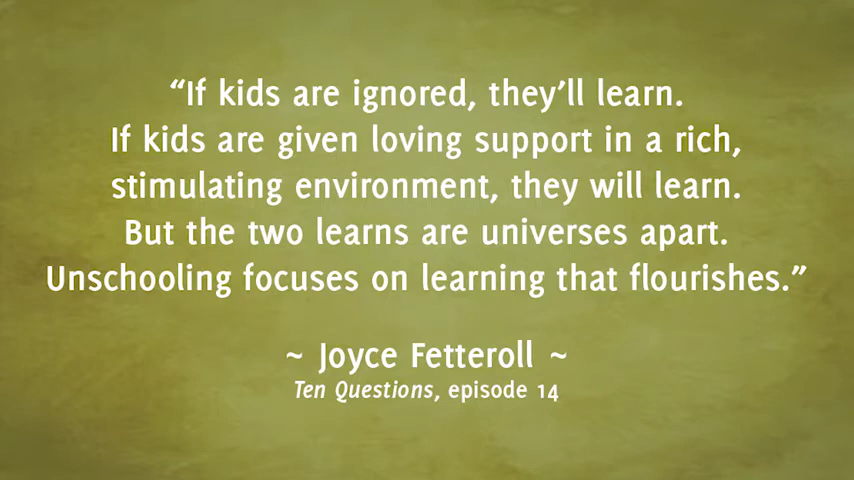 “If kids are ignored, they’ll learn.
If kids are given loving support in a rich,
stimulating environment, they will learn.
But the two learns are universes apart.
Unschooling focuses on learning that flourishes.”
~ Joyce Fetteroll ~
Ten Questions, episode 14